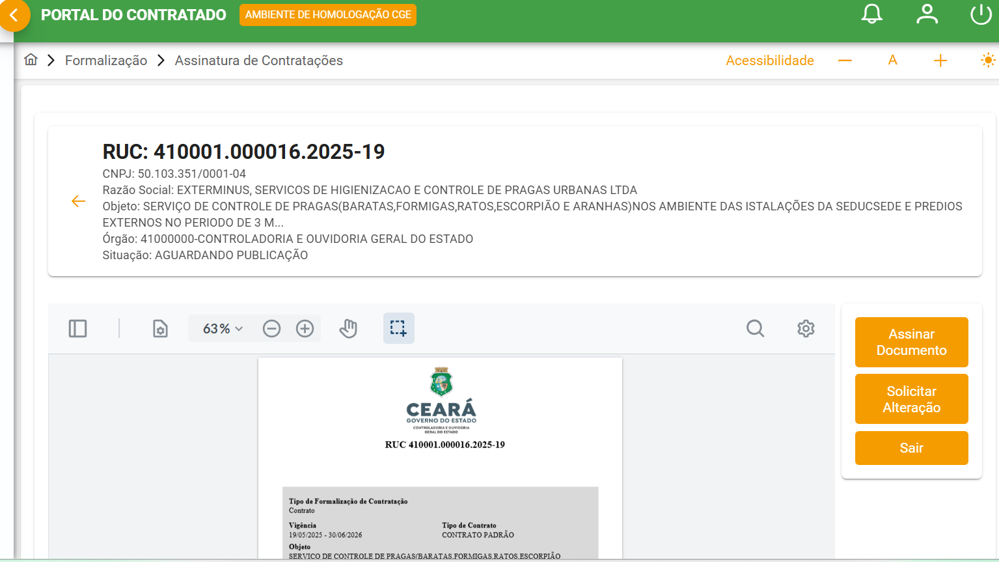 PORTAL DO CONTRATADO
AMBIENTE DE HOMOLOGAÇÃO CGE
Formalização
Assinatura de Contratações
Acessibilidade
A
RUC: 410001.000016.2025-19
CNPJ: 50.103.351/0001-04
Razão Social: EXTERMINUS, SERVICOS DE HIGIENIZACAO E CONTROLE DE PRAGAS URBANAS LTDA
Objeto: SERVIÇO DE CONTROLE DE PRAGAS(BARATAS,FORMIGAS,RATOS,ESCORPIÃO E ARANHAS)NOS AMBIENTE DAS ISTALAÇÕES DA SEDUCSEDE E PREDIOS
EXTERNOS NO PERIODO DE 3 M...
Órgão: 41000000-CONTROLADORIA E OUVIDORIA GERAL DO ESTADO
Situação: AGUARDANDO PUBLICAÇÃO
63%
Assinar
Documento
Solicitar
Alteração
Sair
CEARÁ
GOVERNO DO ESTADO
CONTROLADORIA E OUVIDORIA
GERAL DO ESTADO
RUC 410001.000016.2025-19
Tipo de Formalização de Contratação
Contrato
Vigência
19/05/2025 - 30/06/2026
Tipo de Contrato
CONTRATO PADRÃO
Objeto
SERVIÇO DE CONTROLE DE PRAGAS(BARATAS,FORMIGAS,RATOS,ESCORPIÃO